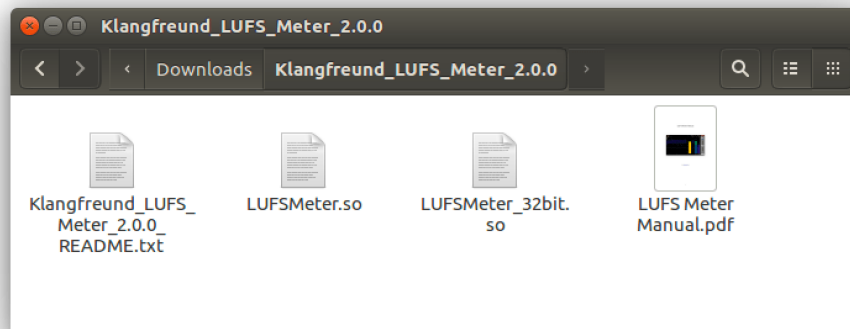 Klangfreund_LUFS_Meter_2.0.0
Downloads Klangfreund_LUFS_Meter_2.0.0
Klangfreund_LUFS_
Meter_2.0.0_
README.txt
LUFSMeter.so
LUFSMeter_32bit.
so
LUFS Meter
Manual.pdf